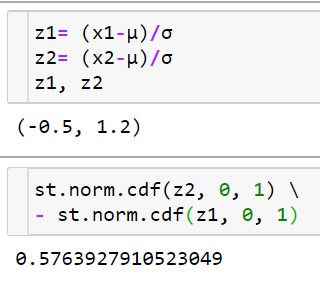 z1= (x1-μ)/σ
z2= (x2-μ)/σ
z1, z2
(-0.5, 1.2)
st.norm.cdf(z2, 0, 1) \
- st.norm.cdf(z1, 0, 1)
0.5763927910523049